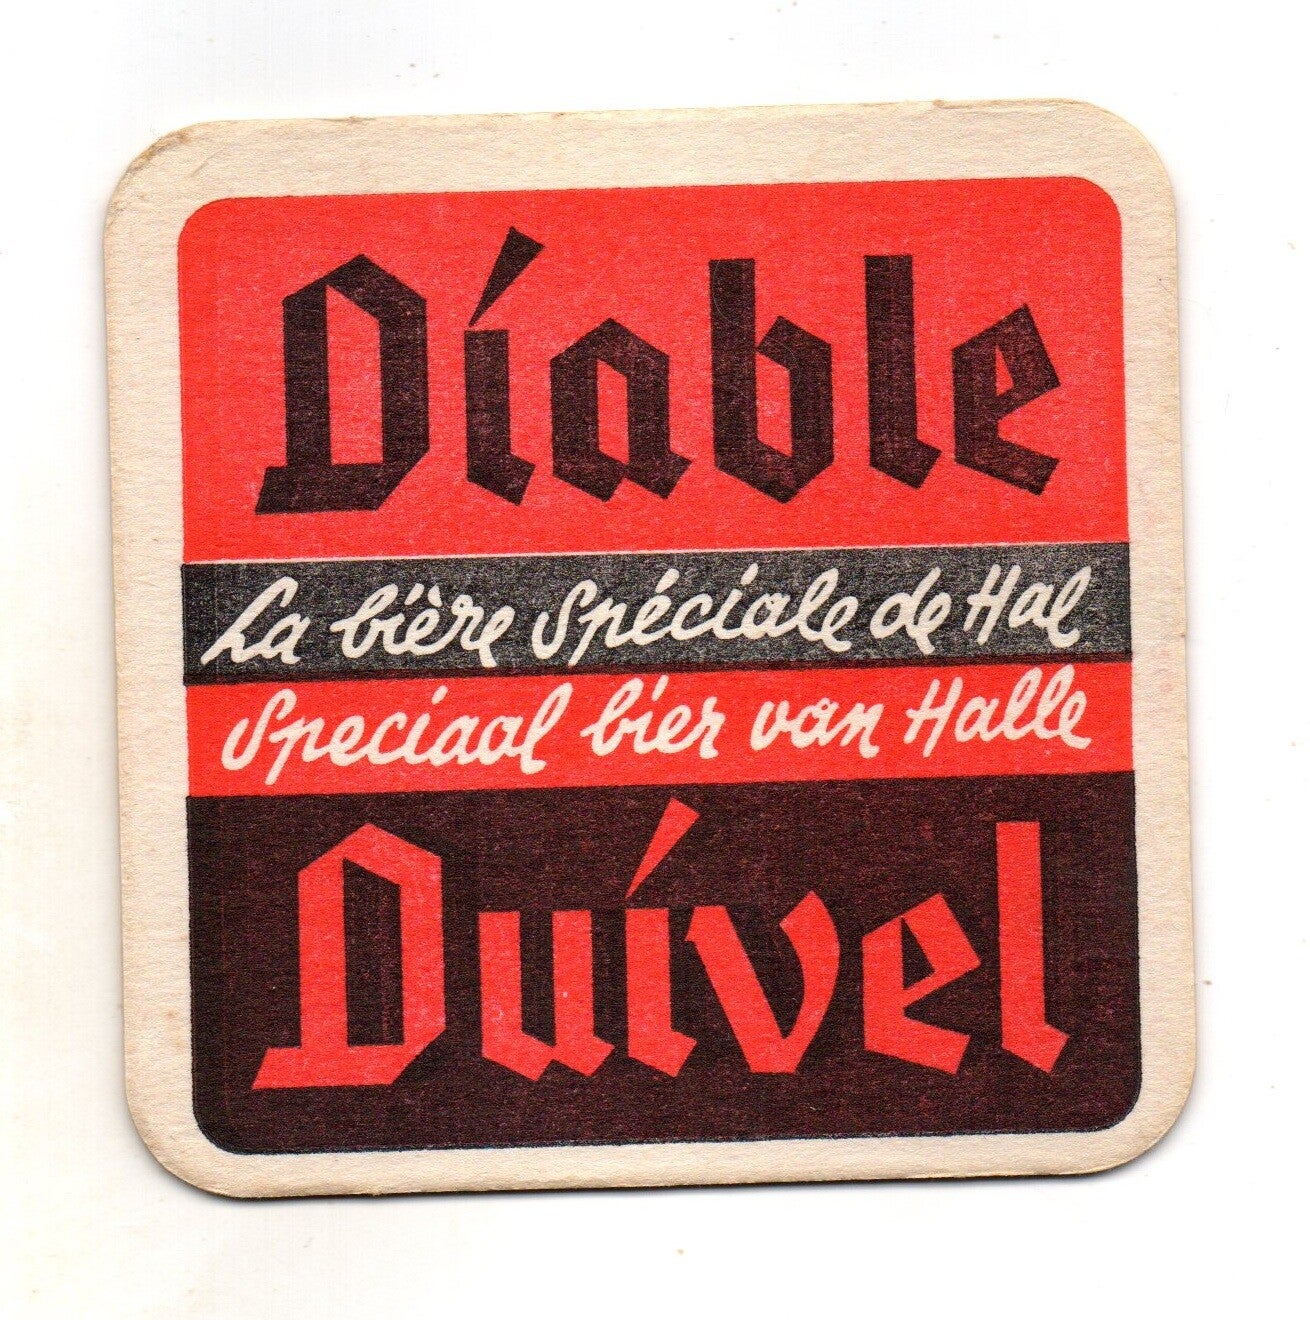 Diable
La bière Spéciale de Hal
Speciaal bier van Halle
Duivel